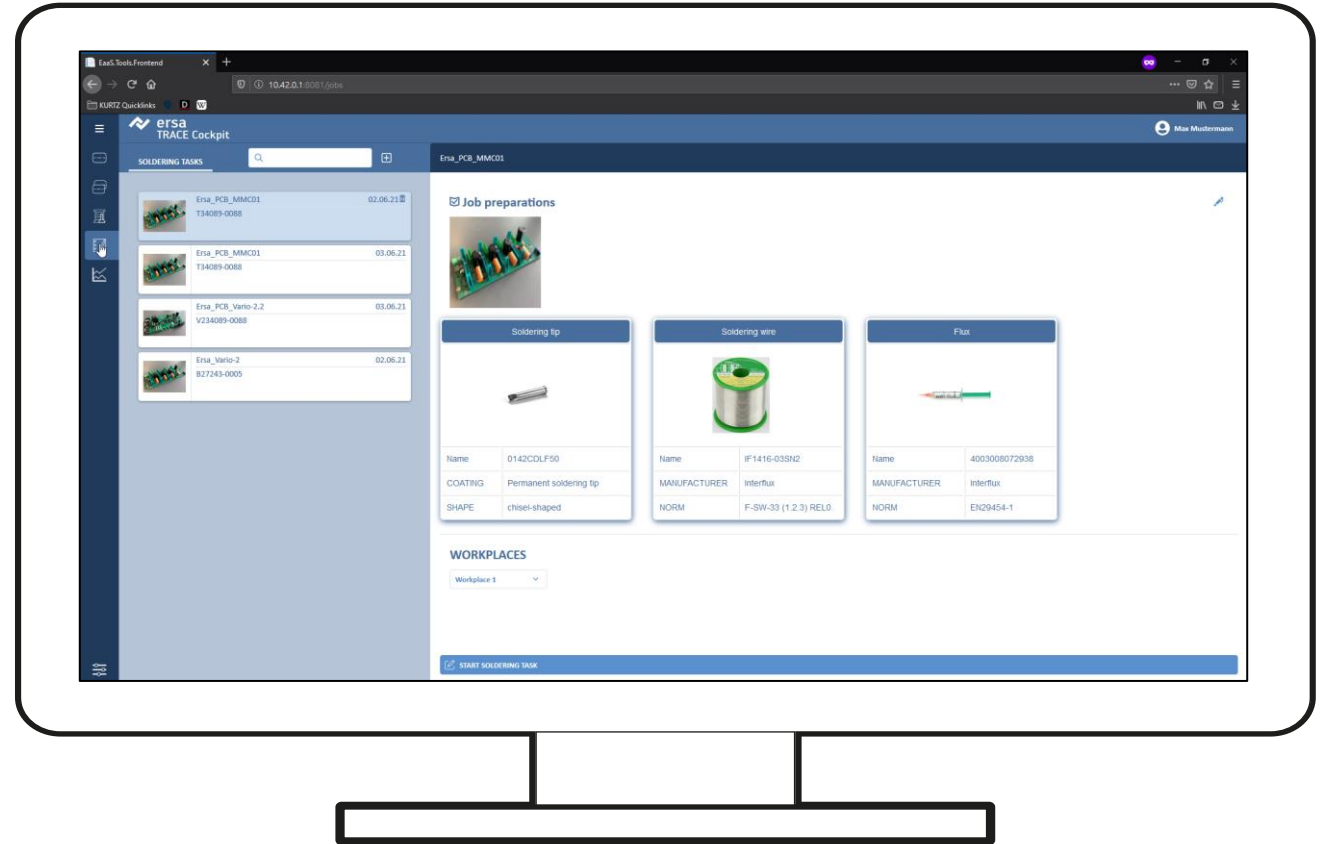 EaaS.Tools.Frontend
10.42.0.1:8081/jobs
KURTZ Quicklinks
D
W
ersa
TRACE Cockpit
Max Mustermann
SOLDERING TASKS
Ersa_PCB_MMC01
Ersa_PCB_MMC01 02.06.21
T34089-0088
Ersa_PCB_MMC01 03.06.21
T34089-0088
Ersa_PCB_Vario-2.2 03.06.21
V234089-0088
Ersa_Vario-2 02.06.21
B27243-0005
Job preparations
Soldering tip
Name 0142CDLF50
COATING Permanent soldering tip
SHAPE chisel-shaped
Soldering wire
Name IF1416-03SN2
MANUFACTURER Interflux
NORM F-SW-33 (1.2.3) REL0
Flux
Name 4003008072938
MANUFACTURER Interflux
NORM EN29454-1
WORKPLACES
Workplace 1
START SOLDERING TASK